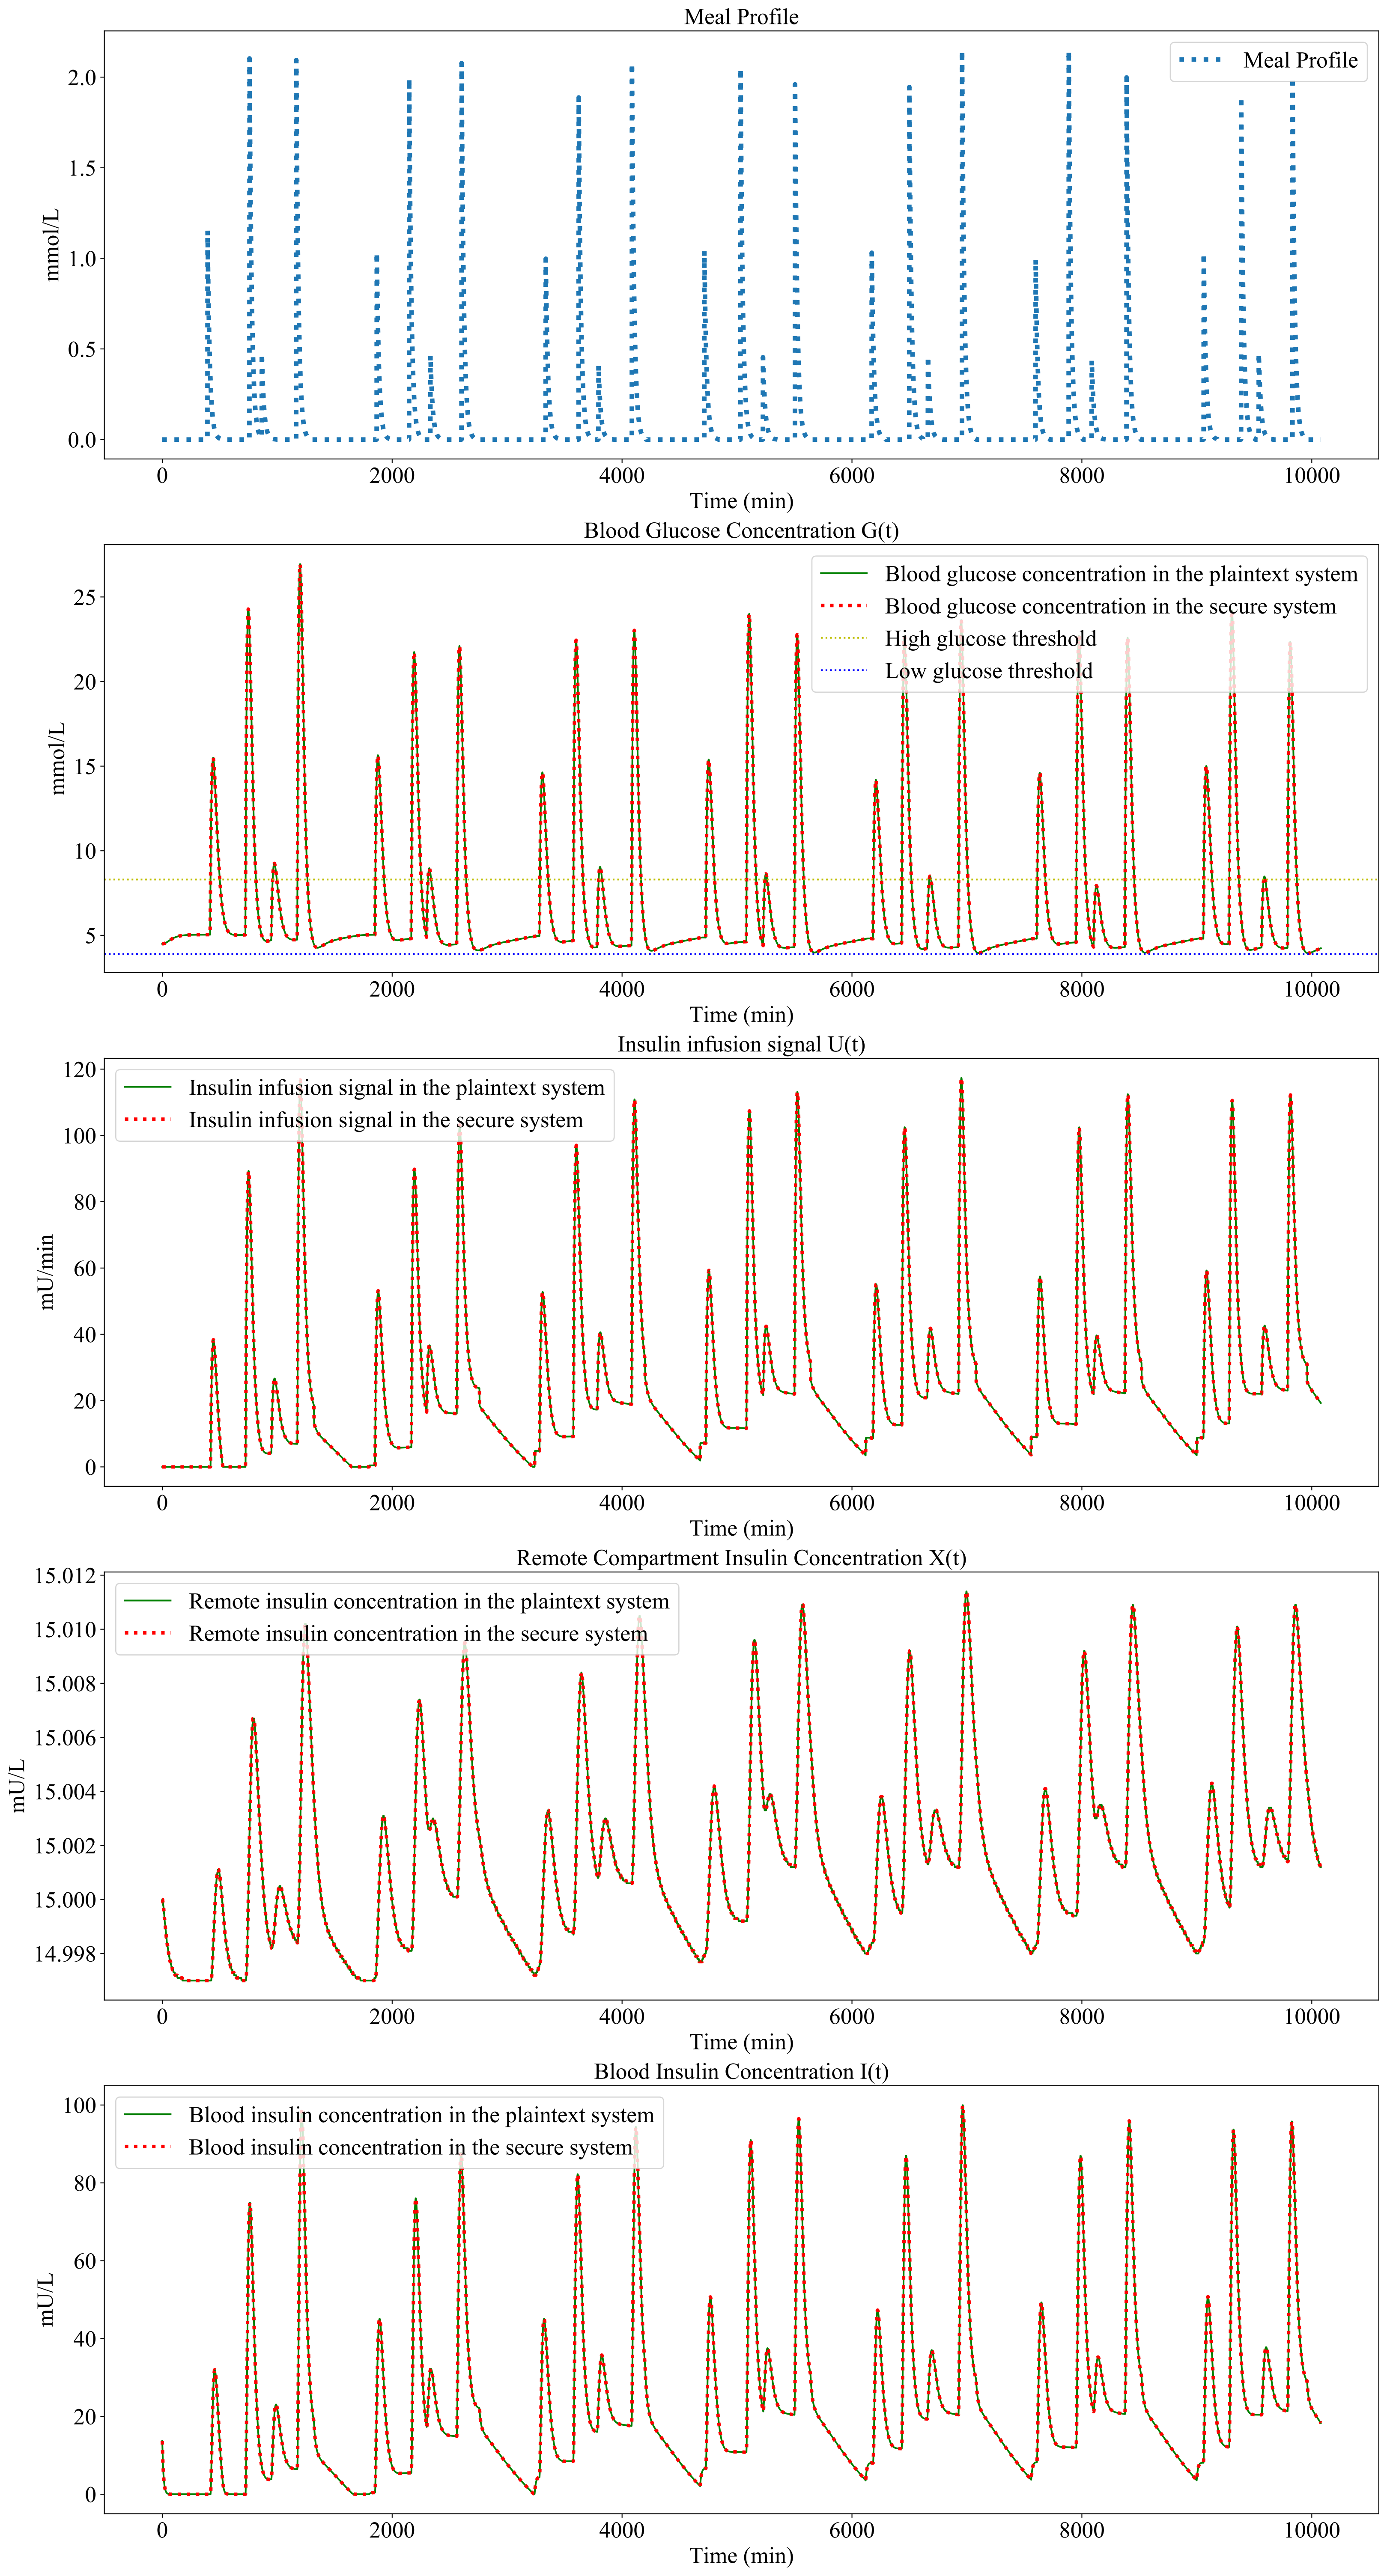 Meal Profile
2.0
1.5
1.0
0.5
0.0
mmol/L
Meal Profile
0 2000 4000 6000 8000 10000
Time (min)
Blood Glucose Concentration G(t)
25
20
15
10
5
mmol/L
Blood glucose concentration in the plaintext system
Blood glucose concentration in the secure system
High glucose threshold
Low glucose threshold
0 2000 4000 6000 8000 10000
Time (min)
Insulin infusion signal U(t)
120
100
80
60
40
20
0
mU/min
Insulin infusion signal in the plaintext system
Insulin infusion signal in the secure system
0 2000 4000 6000 8000 10000
Time (min)
Remote Compartment Insulin Concentration X(t)
15.012
15.010
15.008
15.006
15.004
15.002
15.000
14.998
mU/L
Remote insulin concentration in the plaintext system
Remote insulin concentration in the secure system
0 2000 4000 6000 8000 10000
Time (min)
Blood Insulin Concentration I(t)
100
80
60
40
20
0
mU/L
Blood insulin concentration in the plaintext system
Blood insulin concentration in the secure system
0 2000 4000 6000 8000 10000
Time (min)